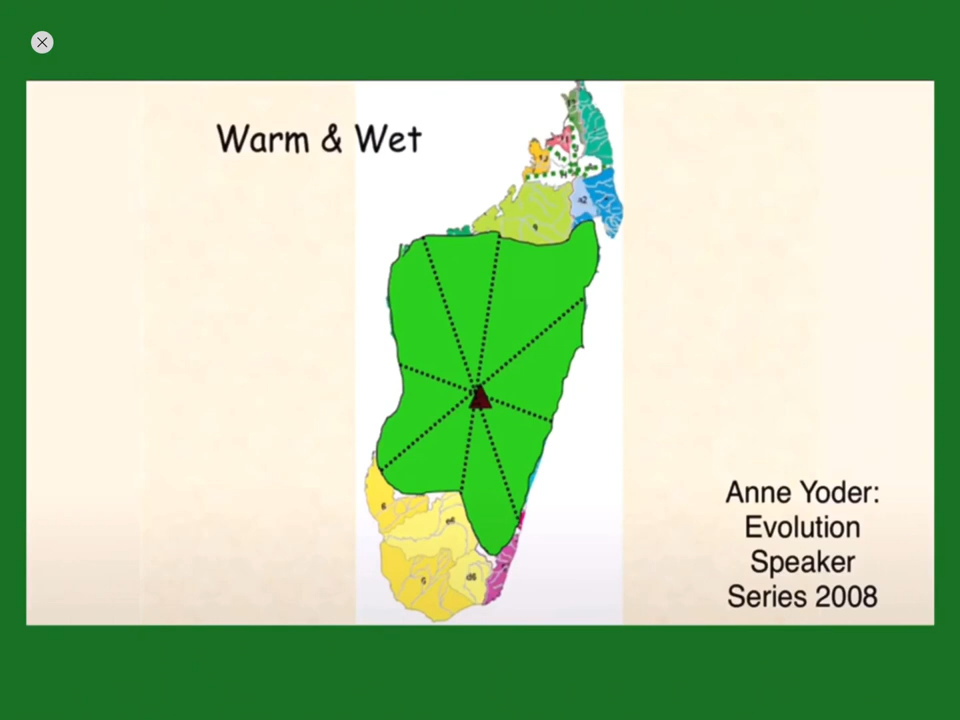 Warm & Wet
Anne Yoder:
Evolution
Speaker
Series 2008